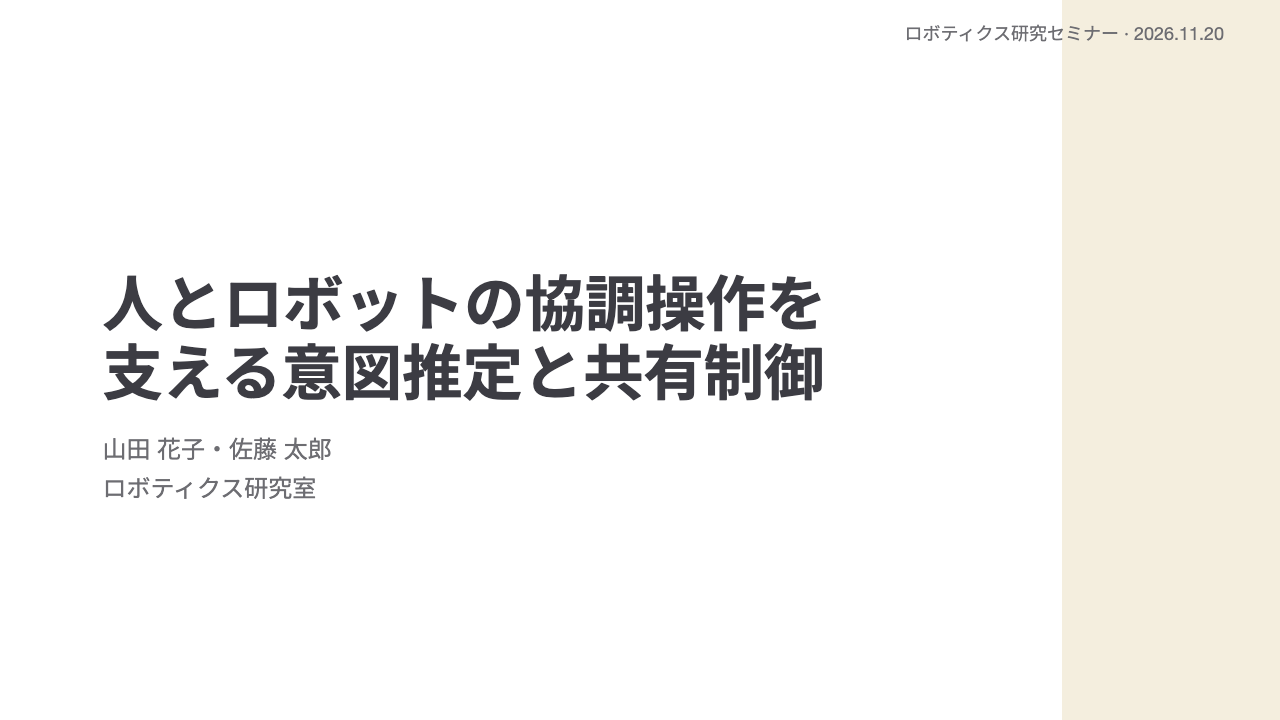 ロボティクス研究セミナー · 2026.11.20
人とロボットの協調操作を
支える意図推定と共有制御
山田 花子・佐藤 太郎
ロボティクス研究室